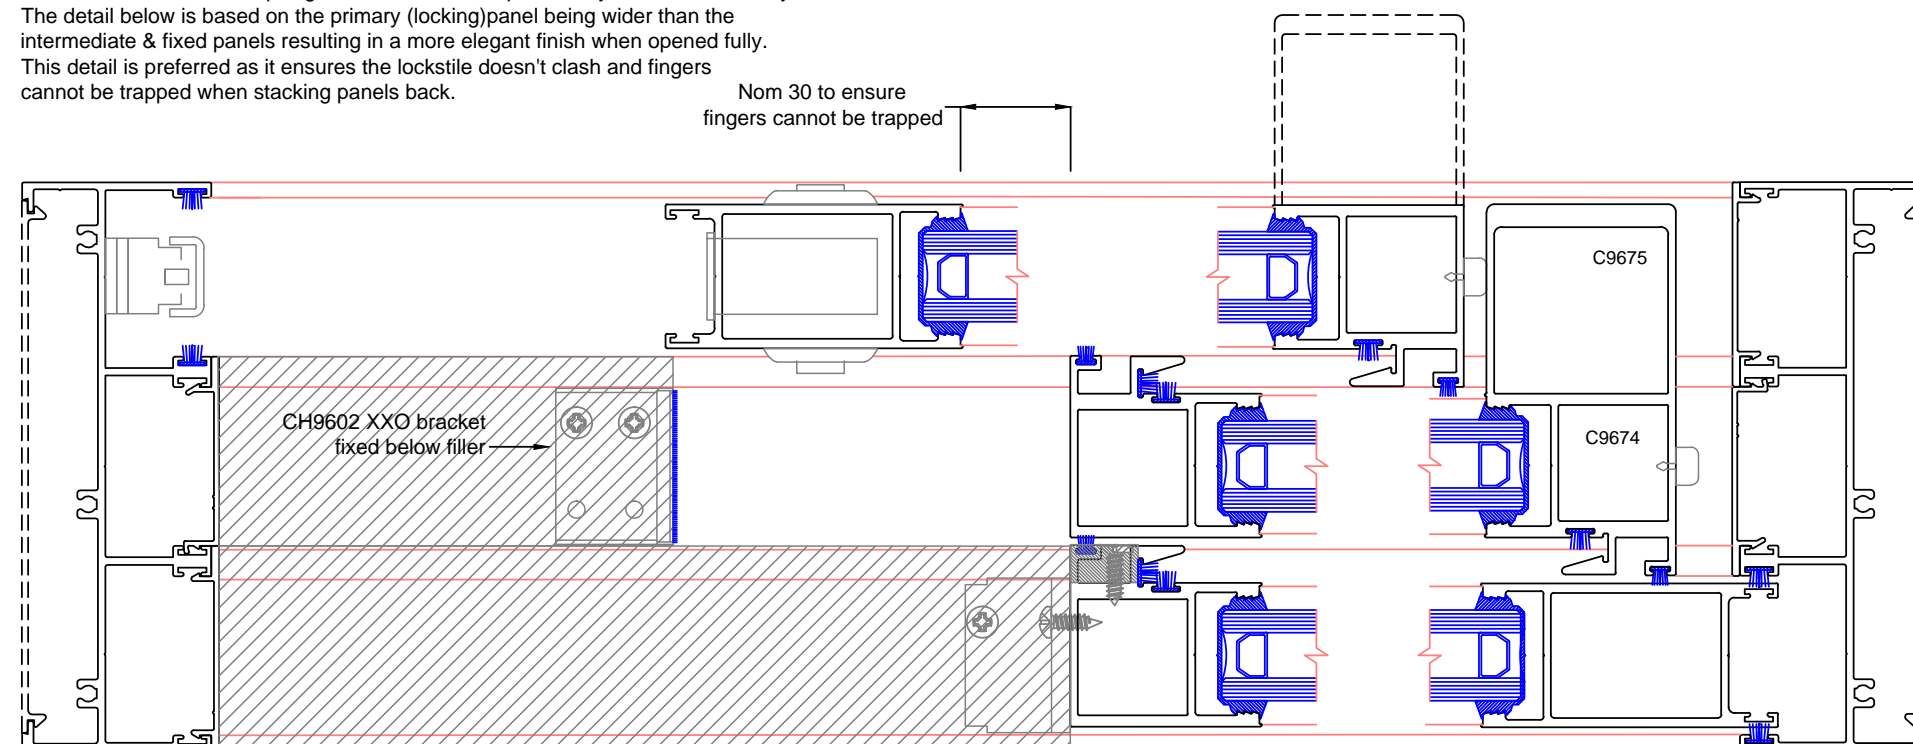 The detail below is based on the primary (locking)panel being wider than the
intermediate & fixed panels resulting in a more elegant finish when opened fully.
This detail is preferred as it ensures the lockstile doesn't clash and fingers
cannot be trapped when stacking panels back.
Nom 30 to ensure
fingers cannot be trapped
C9675
CH9602 XXO bracket
fixed below filler
C9674